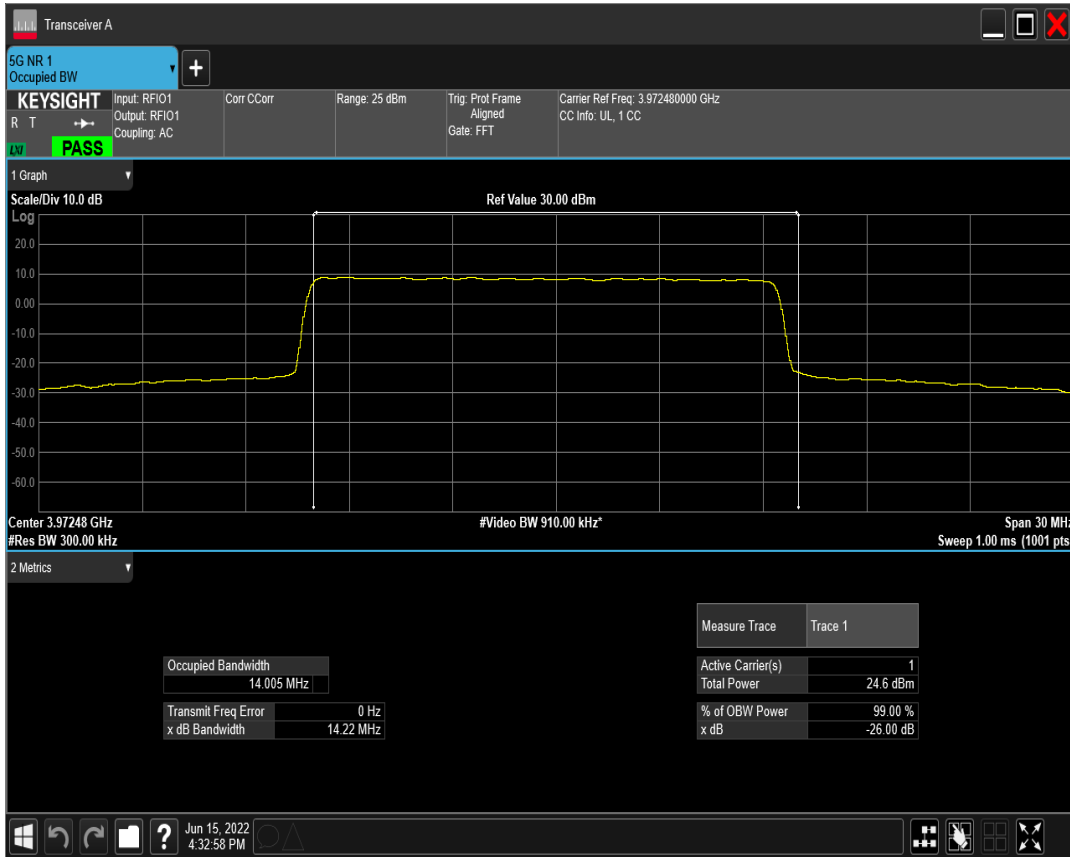 Transceiver A
5G NR 1
Occupied BW
+
KEYSIGHT
R T
LXI
PASS
Input: RFIO1
Output: RFIO1
Coupling: AC
Corr CCorr
Range: 25 dBm
Trig: Prot Frame
Aligned
Gate: FFT
Carrier Ref Freq: 3.972480000 GHz
CC Info: UL, 1 CC
1 Graph
Scale/Div 10.0 dB
Ref Value 30.00 dBm
Log
20.0
10.0
0.00
-10.0
-20.0
-30.0
-40.0
-50.0
-60.0
Center 3.97248 GHz
#Video BW 910.00 kHz*
Span 30 MHz
#Res BW 300.00 kHz
Sweep 1.00 ms (1001 pts
2 Metrics
Measure Trace Trace 1
Occupied Bandwidth
14.005 MHz
Active Carrier(s) 1
Total Power 24.6 dBm
Transmit Freq Error 0 Hz
x dB Bandwidth 14.22 MHz
% of OBW Power 99.00 %
x dB -26.00 dB
?
Jun 15, 2022
4:32:58 PM